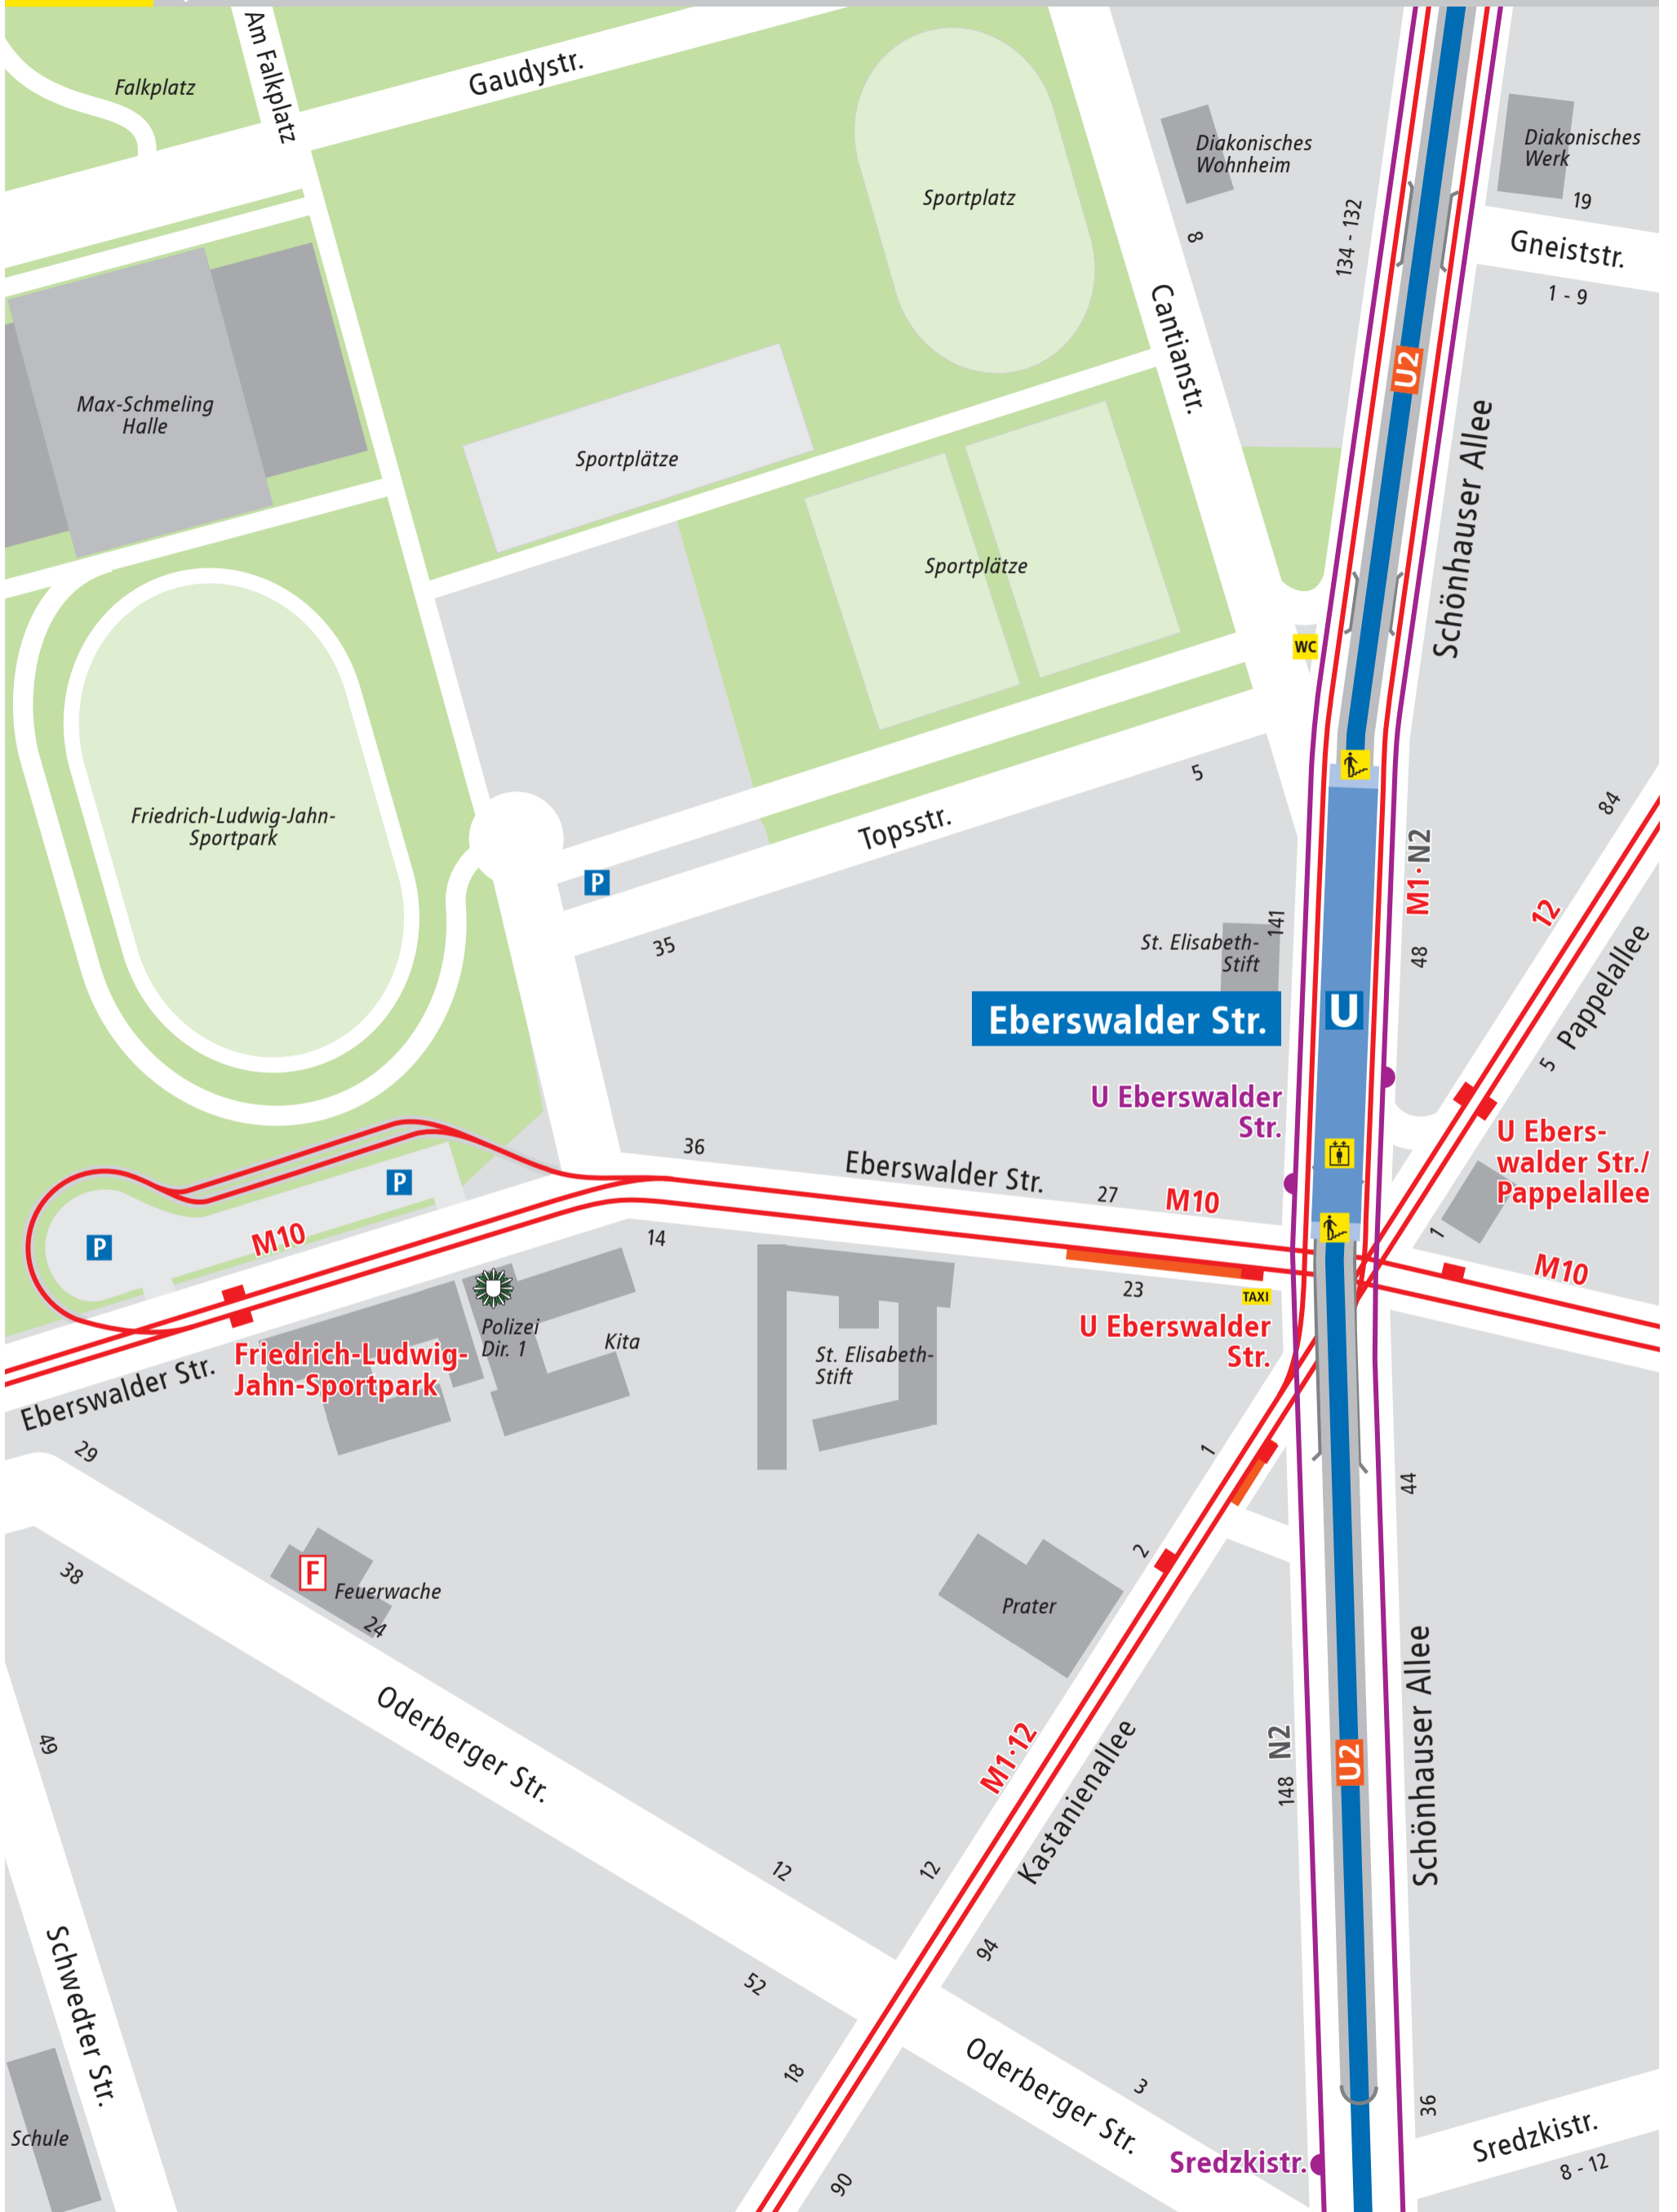 Am Falkplatz
Gaudystr.
Falkplatz
Sportplatz
Diakonisches
Wohnheim
8
Diakonisches
Werk
19
134 - 132
Gneiststr.
1 - 9
Cantianstr.
U2
Max-Schmeling
Halle
Sportplätze
Sportplätze
Schönhauser Allee
WC
5
Topsstr.
84
Friedrich-Ludwig-Jahn-
Sportpark
P
35
M1·N2
12
141
48
St. Elisabeth-
Stift
Pappelallee
Eberswalder Str.
U
5
U Eberswalder
Str.
U Ebers-
walder Str./
Pappelallee
36
Eberswalder Str.
27
M10
P
P
M10
14
1
M10
23
TAXI
U Eberswalder
Str.
Polizei
Dir. 1
Kita
St. Elisabeth-
Stift
Friedrich-Ludwig-
Jahn-Sportpark
Eberswalder Str.
29
1
44
38
F
Feuerwache
24
2
Prater
Oderberger Str.
49
M1·12
Kastanienallee
N2
148
U2
Schönhauser Allee
12
12
94
52
Schwedter Str.
18
Oderberger Str.
3
36
Schule
Sredzkistr.
Sredzkistr.
8 - 12
90